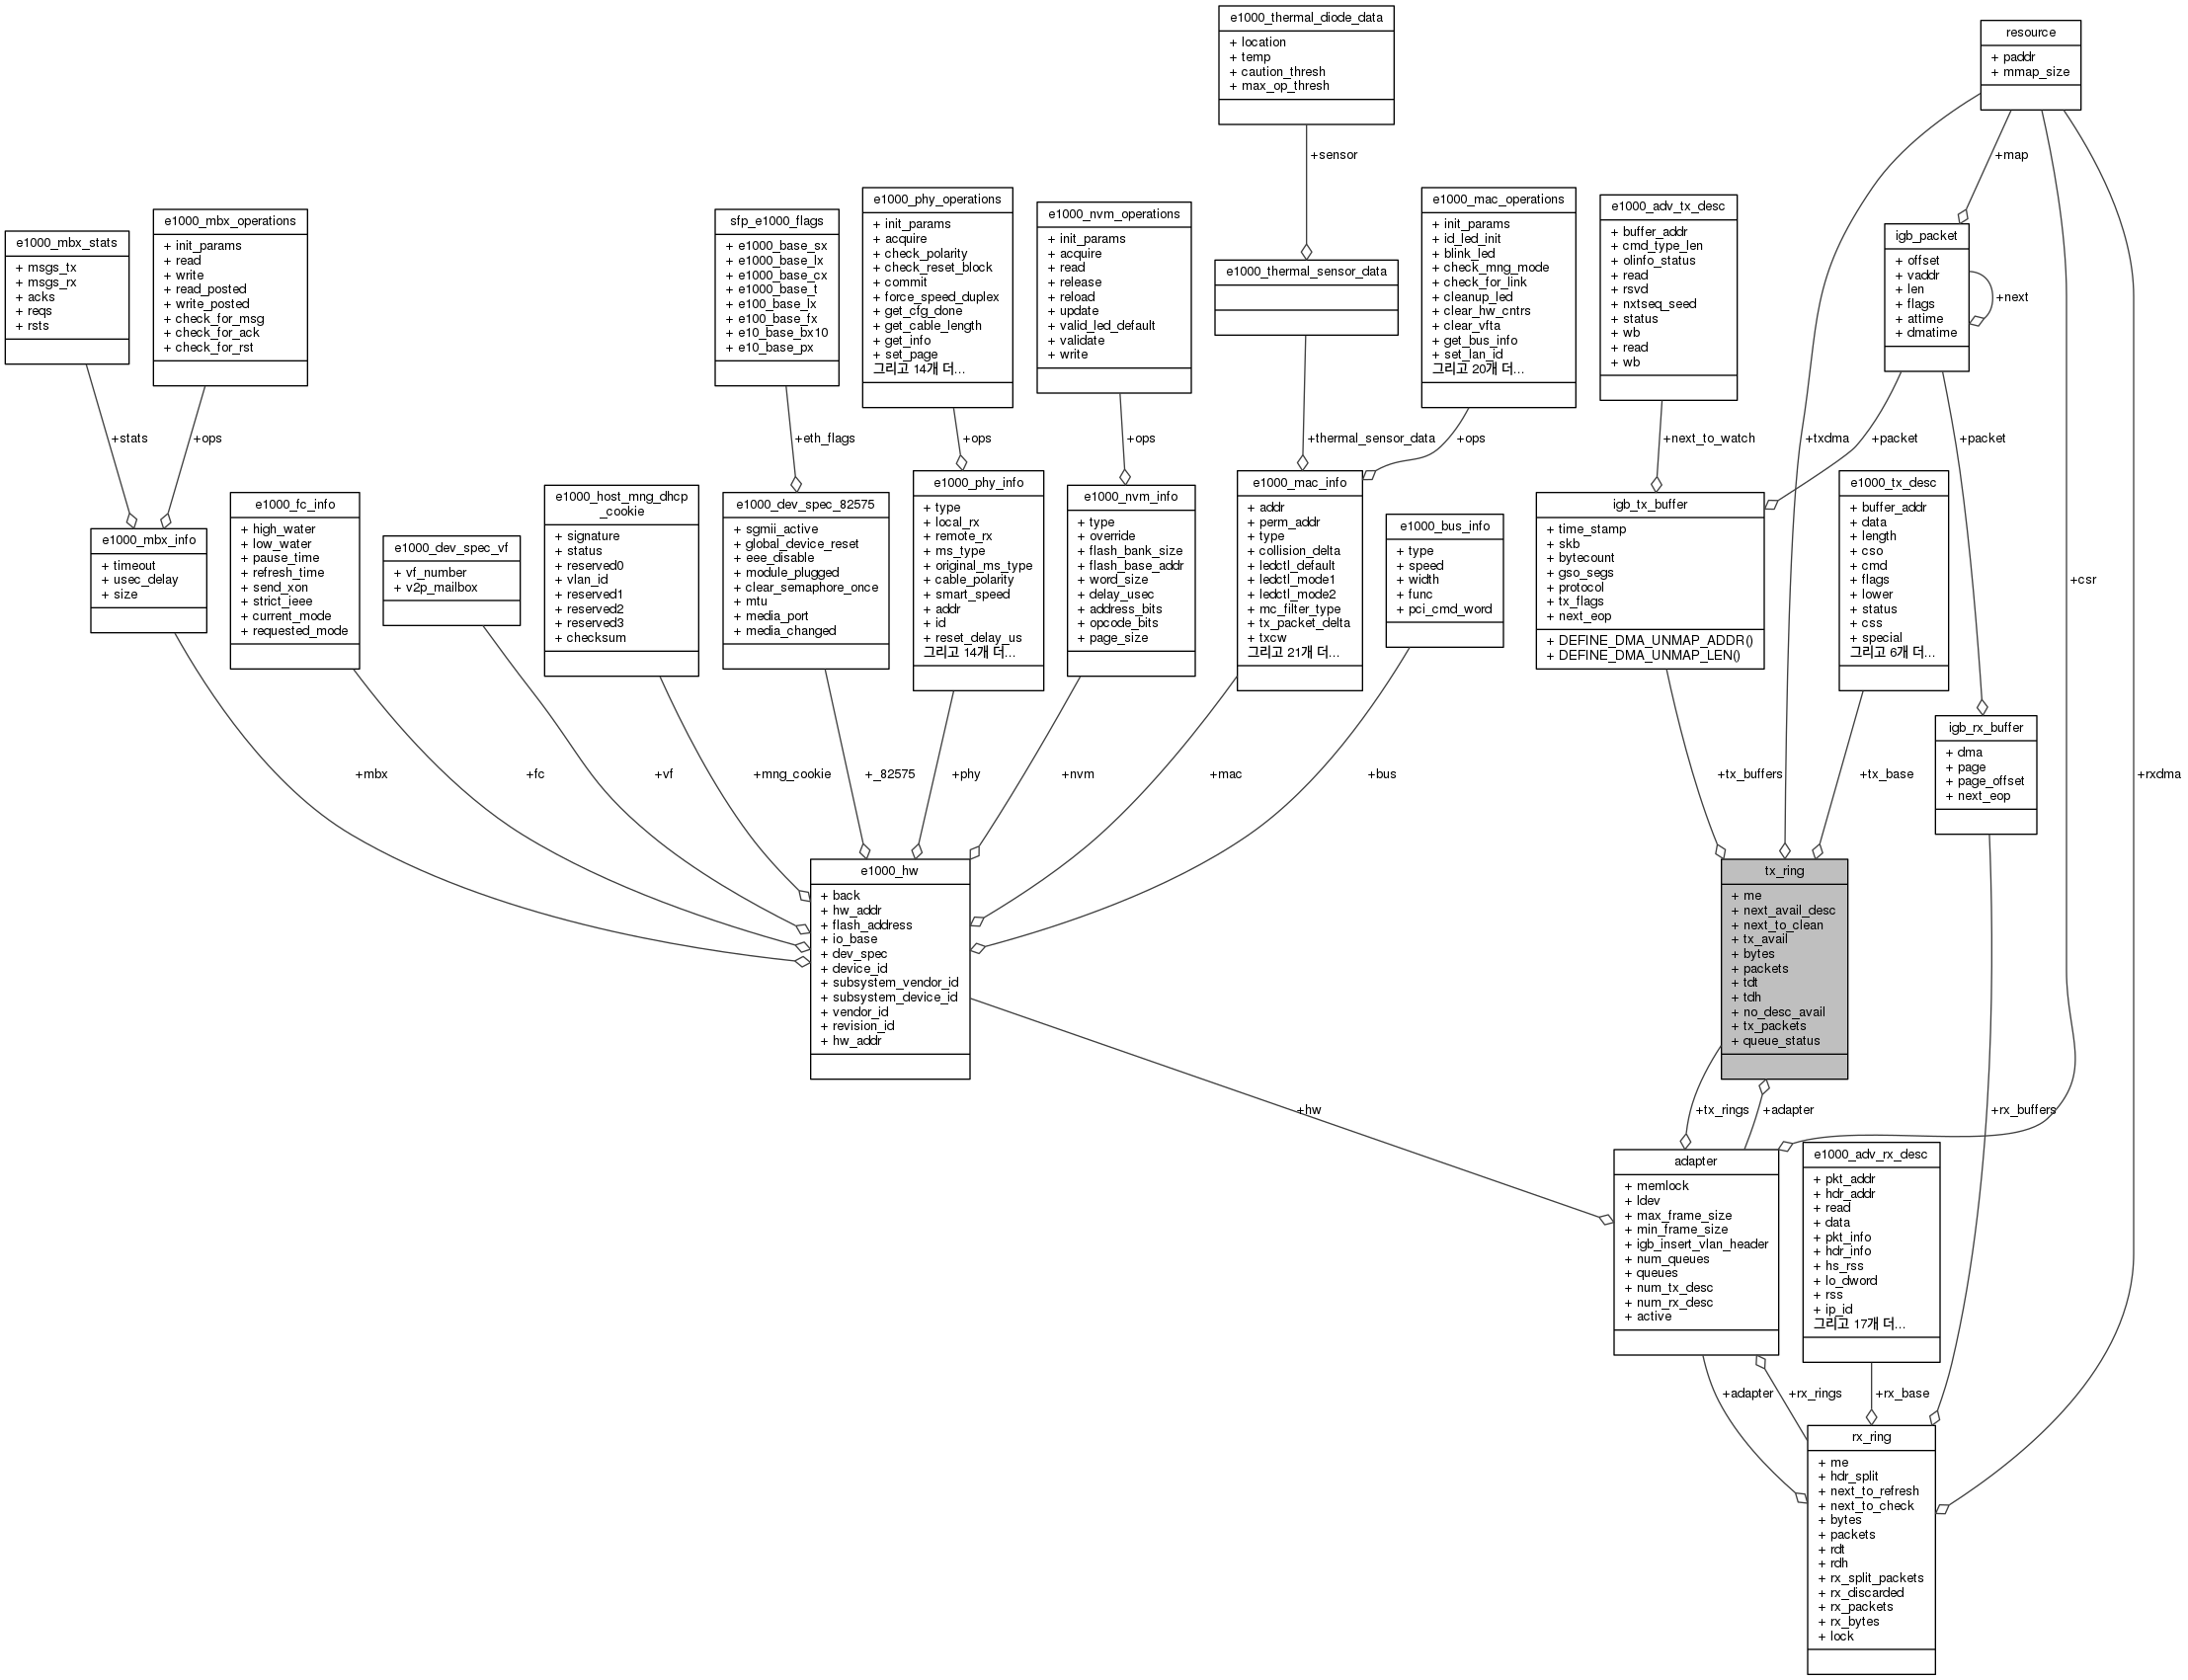 e1000_thermal_diode_data
+ location
+ temp
+ caution_thresh
+ max_op_thresh
resource
+ paddr
+ mmap_size
+sensor
+map
e1000_mbx_stats
+ msgs_tx
+ msgs_rx
+ acks
+ reqs
+ rsts
e1000_mbx_operations
+ init_params
+ read
+ write
+ read_posted
+ write_posted
+ check_for_msg
+ check_for_ack
+ check_for_rst
sfp_e1000_flags
+ e1000_base_sx
+ e1000_base_lx
+ e1000_base_cx
+ e1000_base_t
+ e100_base_lx
+ e100_base_fx
+ e10_base_bx10
+ e10_base_px
e1000_phy_operations
+ init_params
+ acquire
+ check_polarity
+ check_reset_block
+ commit
+ force_speed_duplex
+ get_cfg_done
+ get_cable_length
+ get_info
+ set_page
그리고 14개 더...
e1000_nvm_operations
+ init_params
+ acquire
+ read
+ release
+ reload
+ update
+ valid_led_default
+ validate
+ write
e1000_thermal_sensor_data
e1000_mac_operations
+ init_params
+ id_led_init
+ blink_led
+ check_mng_mode
+ check_for_link
+ cleanup_led
+ clear_hw_cntrs
+ clear_vfta
+ get_bus_info
+ set_lan_id
그리고 20개 더...
e1000_adv_tx_desc
+ buffer_addr
+ cmd_type_len
+ olinfo_status
+ read
+ rsvd
+ nxtseq_seed
+ status
+ wb
+ read
+ wb
igb_packet
+ offset
+ vaddr
+ len
+ flags
+ attime
+ dmatime
+next
+stats
+ops
+eth_flags
+ops
+ops
+thermal_sensor_data
+ops
+next_to_watch
+txdma
+packet
+packet
e1000_mbx_info
+ timeout
+ usec_delay
+ size
e1000_fc_info
+ high_water
+ low_water
+ pause_time
+ refresh_time
+ send_xon
+ strict_ieee
+ current_mode
+ requested_mode
e1000_dev_spec_vf
+ vf_number
+ v2p_mailbox
e1000_host_mng_dhcp
_cookie
+ signature
+ status
+ reserved0
+ vlan_id
+ reserved1
+ reserved2
+ reserved3
+ checksum
e1000_dev_spec_82575
+ sgmii_active
+ global_device_reset
+ eee_disable
+ module_plugged
+ clear_semaphore_once
+ mtu
+ media_port
+ media_changed
e1000_phy_info
+ type
+ local_rx
+ remote_rx
+ ms_type
+ original_ms_type
+ cable_polarity
+ smart_speed
+ addr
+ id
+ reset_delay_us
그리고 14개 더...
e1000_nvm_info
+ type
+ override
+ flash_bank_size
+ flash_base_addr
+ word_size
+ delay_usec
+ address_bits
+ opcode_bits
+ page_size
e1000_mac_info
+ addr
+ perm_addr
+ type
+ collision_delta
+ ledctl_default
+ ledctl_mode1
+ ledctl_mode2
+ mc_filter_type
+ tx_packet_delta
+ txcw
그리고 21개 더...
e1000_bus_info
+ type
+ speed
+ width
+ func
+ pci_cmd_word
igb_tx_buffer
+ time_stamp
+ skb
+ bytecount
+ gso_segs
+ protocol
+ tx_flags
+ next_eop
+ DEFINE_DMA_UNMAP_ADDR()
+ DEFINE_DMA_UNMAP_LEN()
e1000_tx_desc
+ buffer_addr
+ data
+ length
+ cso
+ cmd
+ flags
+ lower
+ status
+ css
+ special
그리고 6개 더...
+csr
igb_rx_buffer
+ dma
+ page
+ page_offset
+ next_eop
+mbx
+fc
+vf
+mng_cookie
+_82575
+phy
+nvm
+mac
+bus
+tx_buffers
+tx_base
+rxdma
e1000_hw
+ back
+ hw_addr
+ flash_address
+ io_base
+ dev_spec
+ device_id
+ subsystem_vendor_id
+ subsystem_device_id
+ vendor_id
+ revision_id
+ hw_addr
tx_ring
+ me
+ next_avail_desc
+ next_to_clean
+ tx_avail
+ bytes
+ packets
+ tdt
+ tdh
+ no_desc_avail
+ tx_packets
+ queue_status
+hw
+tx_rings
+adapter
+rx_buffers
adapter
+ memlock
+ ldev
+ max_frame_size
+ min_frame_size
+ igb_insert_vlan_header
+ num_queues
+ queues
+ num_tx_desc
+ num_rx_desc
+ active
e1000_adv_rx_desc
+ pkt_addr
+ hdr_addr
+ read
+ data
+ pkt_info
+ hdr_info
+ hs_rss
+ lo_dword
+ rss
+ ip_id
그리고 17개 더...
+adapter
+rx_rings
+rx_base
rx_ring
+ me
+ hdr_split
+ next_to_refresh
+ next_to_check
+ bytes
+ packets
+ rdt
+ rdh
+ rx_split_packets
+ rx_discarded
+ rx_packets
+ rx_bytes
+ lock